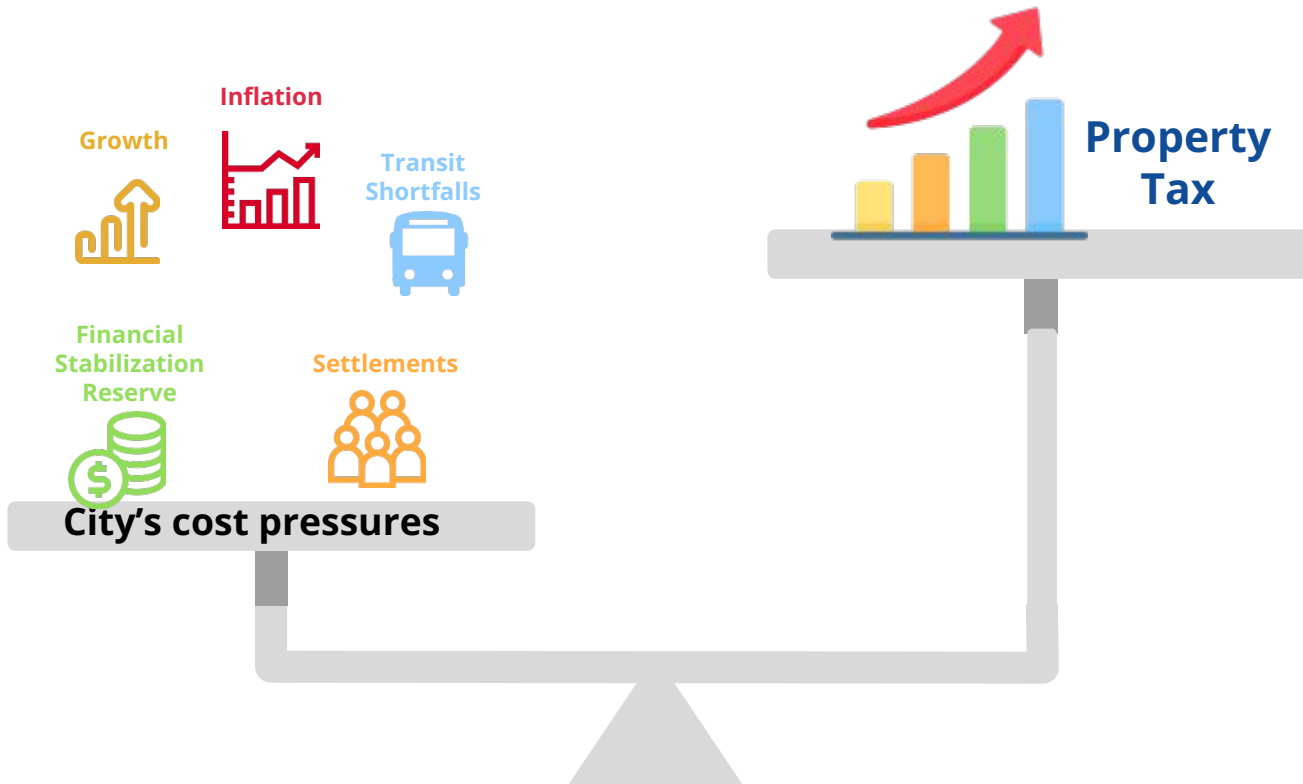 Inflation
Growth
Transit
Shortfalls
Property
Tax
Financial
Stabilization
Reserve
Settlements
$
City's cost pressures